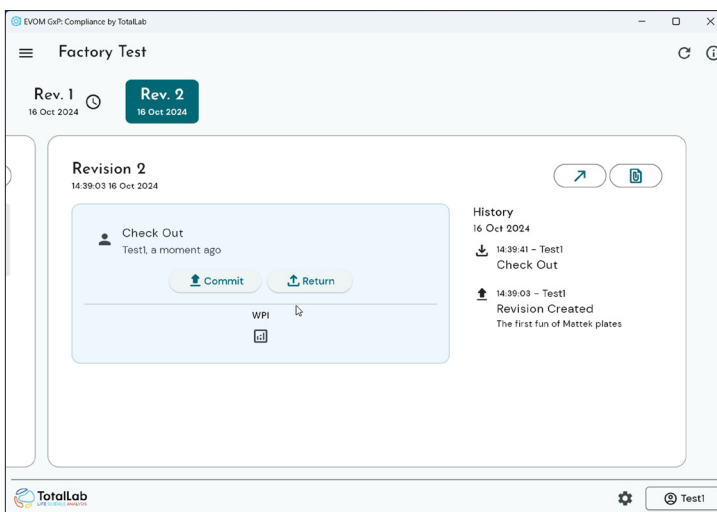 EVOM GxP: Compliance by TotalLab
Factory Test
Rev. 1
16 Oct 2024
Rev. 2
16 Oct 2024
Revision 2
14:39:03 16 Oct 2024
Check Out
Test1, a moment ago
Commit
Return
WPI
History
16 Oct 2024
14:39:41 - Test1
Check Out
14:39:03 - Test1
Revision Created
The first fun of Mattek plates
TotalLab
LIFE SCIENCE ANALYSIS
Test1